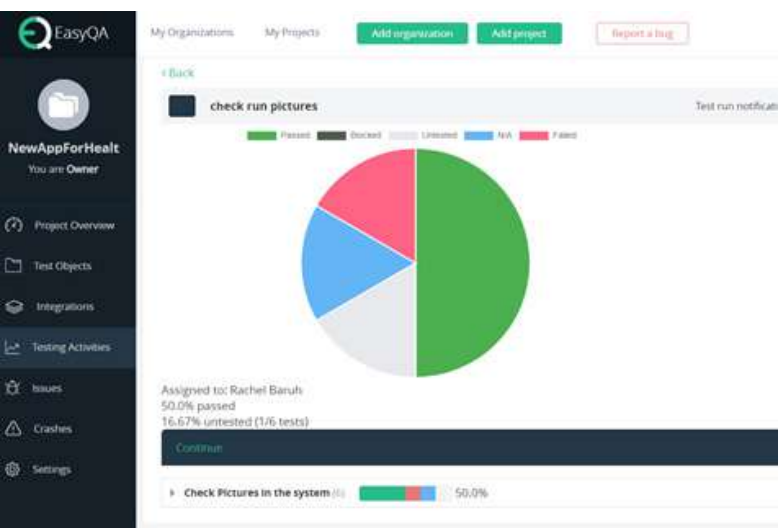 EasyQA
My Organizations My Projects Add organization Add project Report a bug
Back
check run pictures Test run notificati
Passed Blocked Untested N/A Failed
NewAppForHealt
You are Owner
Project Overview
Test Objects
Integrations
Testing Activities
Issues
Crashes
Settings
Assigned to: Rachel Baruh
50.0% passed
16.67% untested (1/6 tests)
Continue
Check Pictures in the system (6) 50.0%